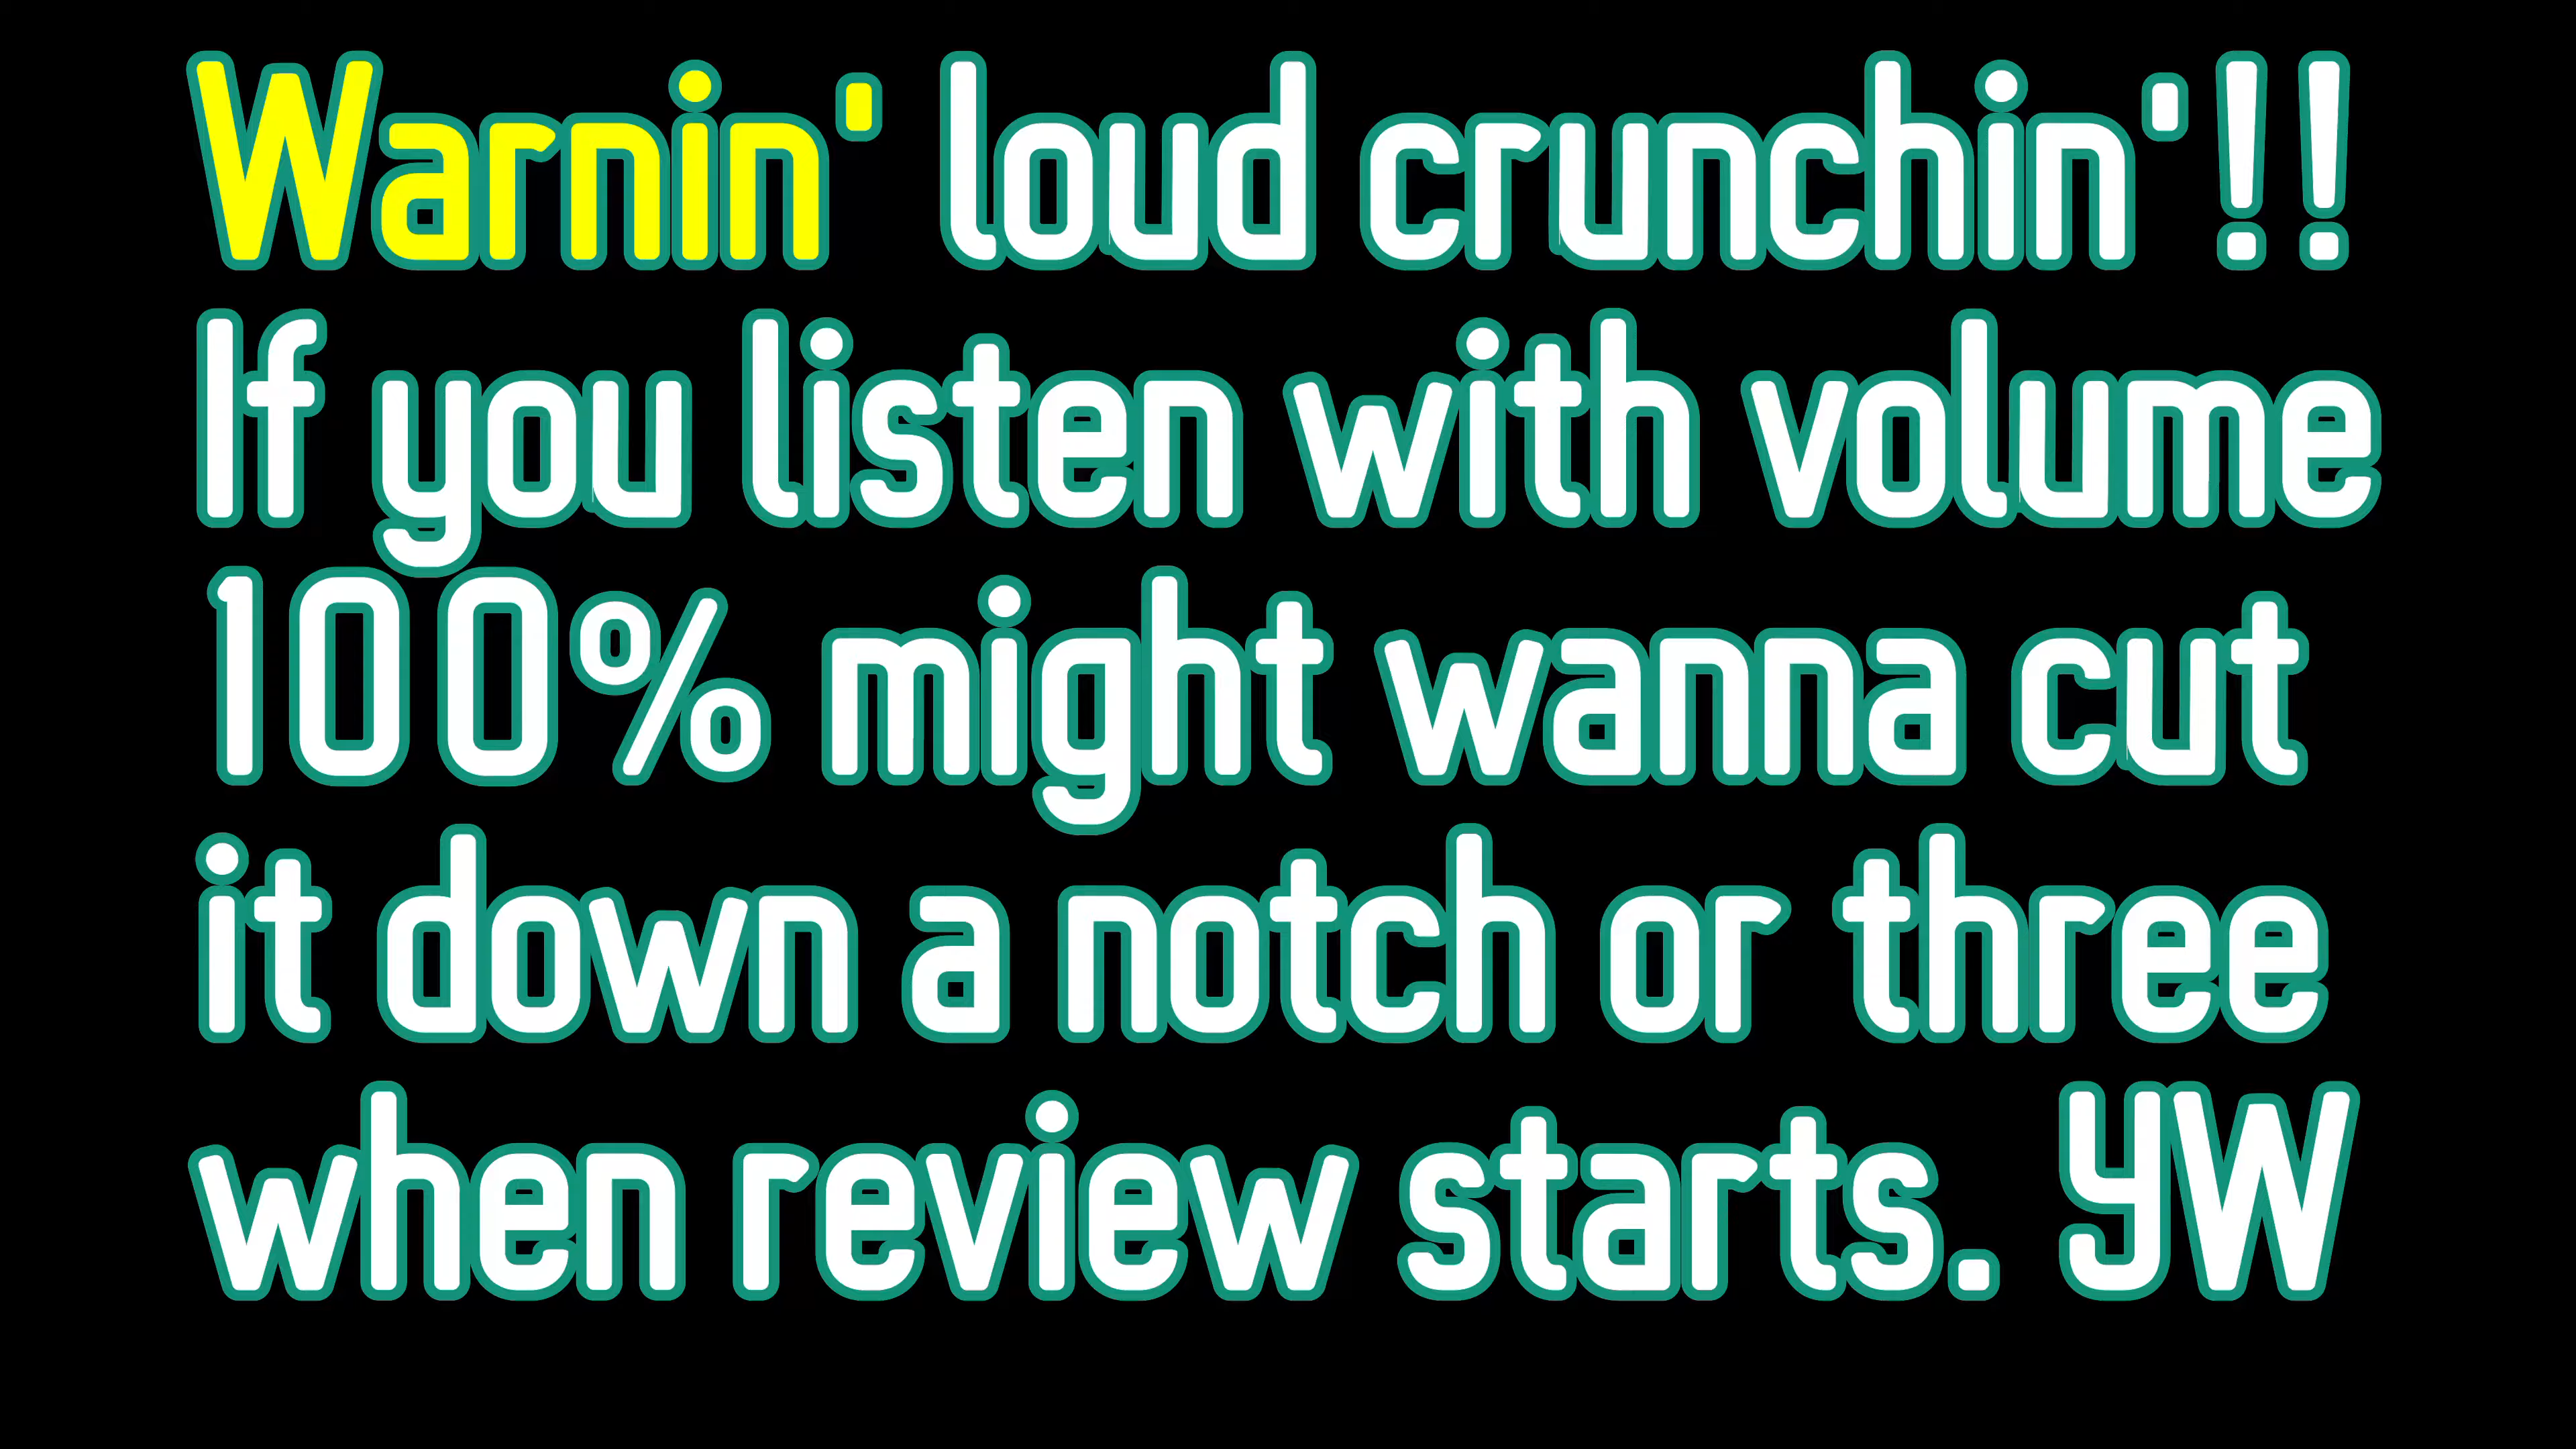 Warnin' loud crunchin'!!
If you listen with volume
100% might wanna cut
it down a notch or three
when review starts. YW